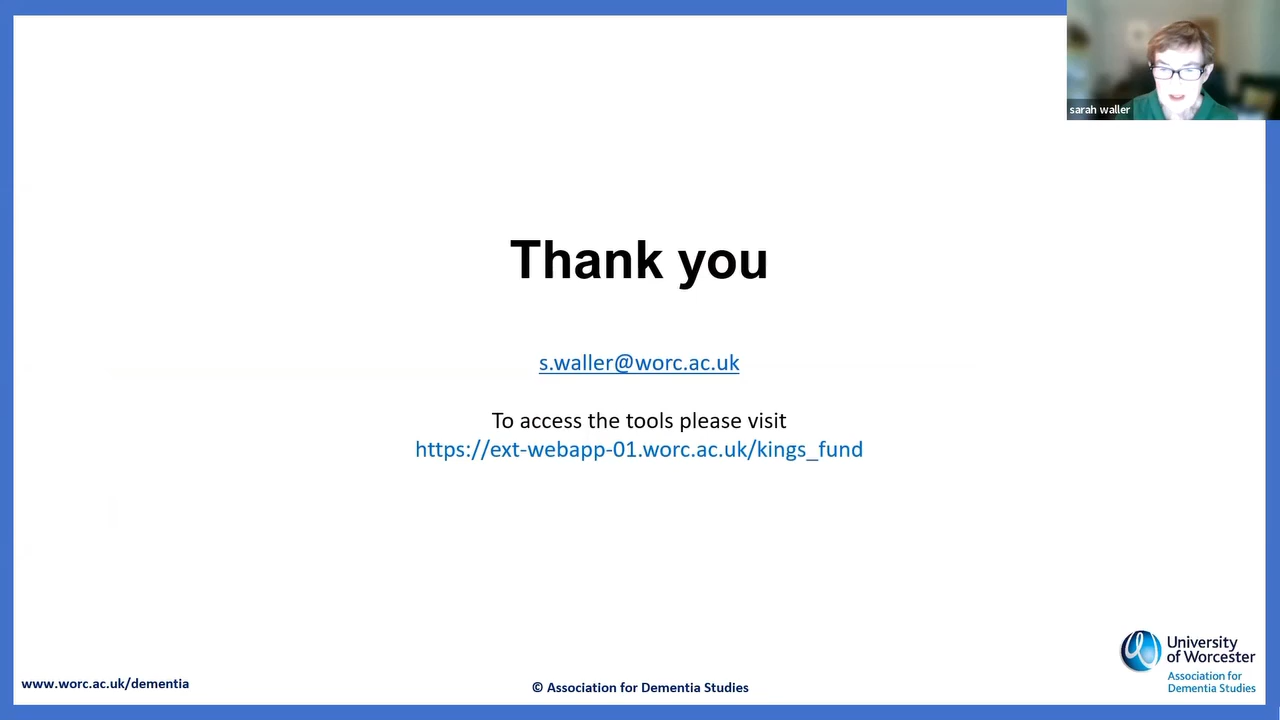 sarah waller
Thank you
s.waller@worc.ac.uk
To access the tools please visit
https://ext-webapp-01.worc.ac.uk/kings_fund
University
of Worcester
Association for
Dementia Studies
www.worc.ac.uk/dementia
© Association for Dementia Studies